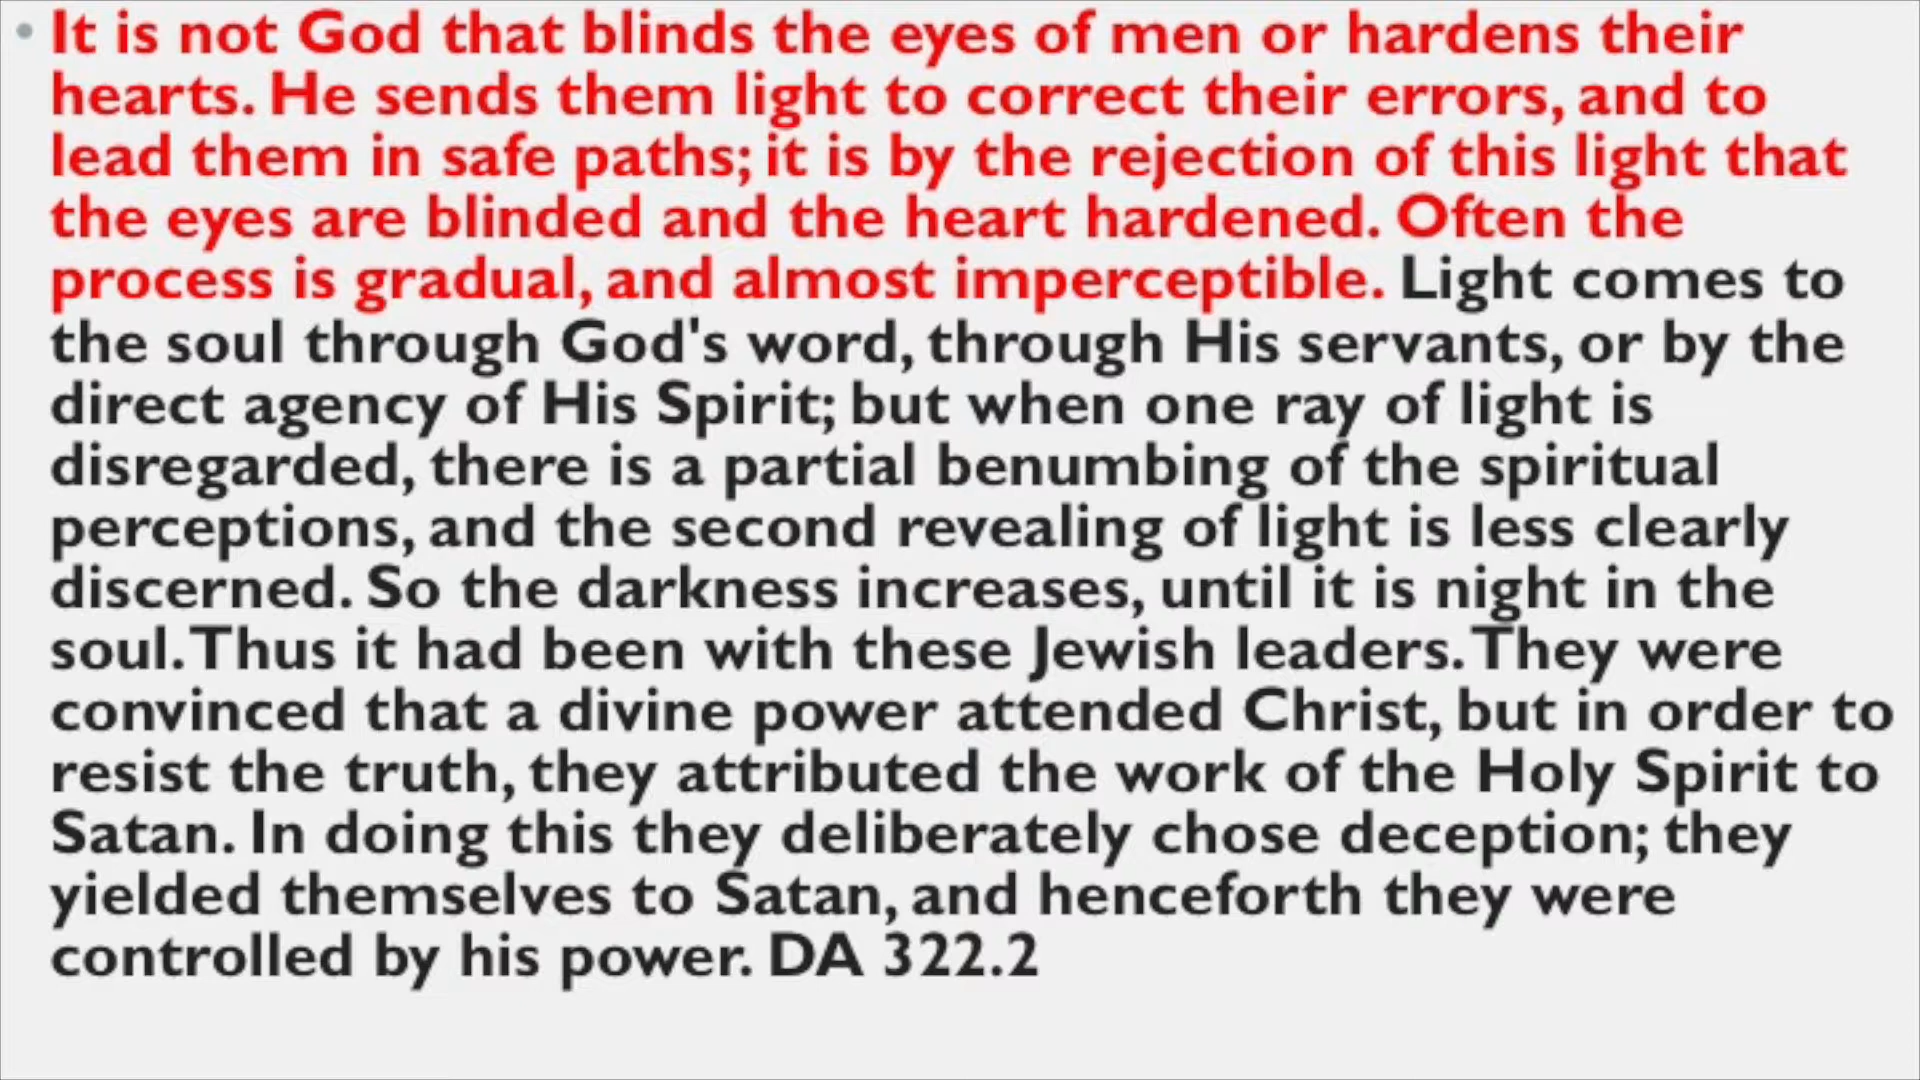 • It is not God that blinds the eyes of men or hardens their
hearts. He sends them light to correct their errors, and to
lead them in safe paths; it is by the rejection of this light that
the eyes are blinded and the heart hardened. Often the
process is gradual, and almost imperceptible. Light comes to
the soul through God's word, through His servants, or by the
direct agency of His Spirit; but when one ray of light is
disregarded, there is a partial benumbing of the spiritual
perceptions, and the second revealing of light is less clearly
discerned. So the darkness increases, until it is night in the
soul. Thus it had been with these Jewish leaders. They were
convinced that a divine power attended Christ, but in order to
resist the truth, they attributed the work of the Holy Spirit to
Satan. In doing this they deliberately chose deception; they
yielded themselves to Satan, and henceforth they were
controlled by his power. DA 322.2